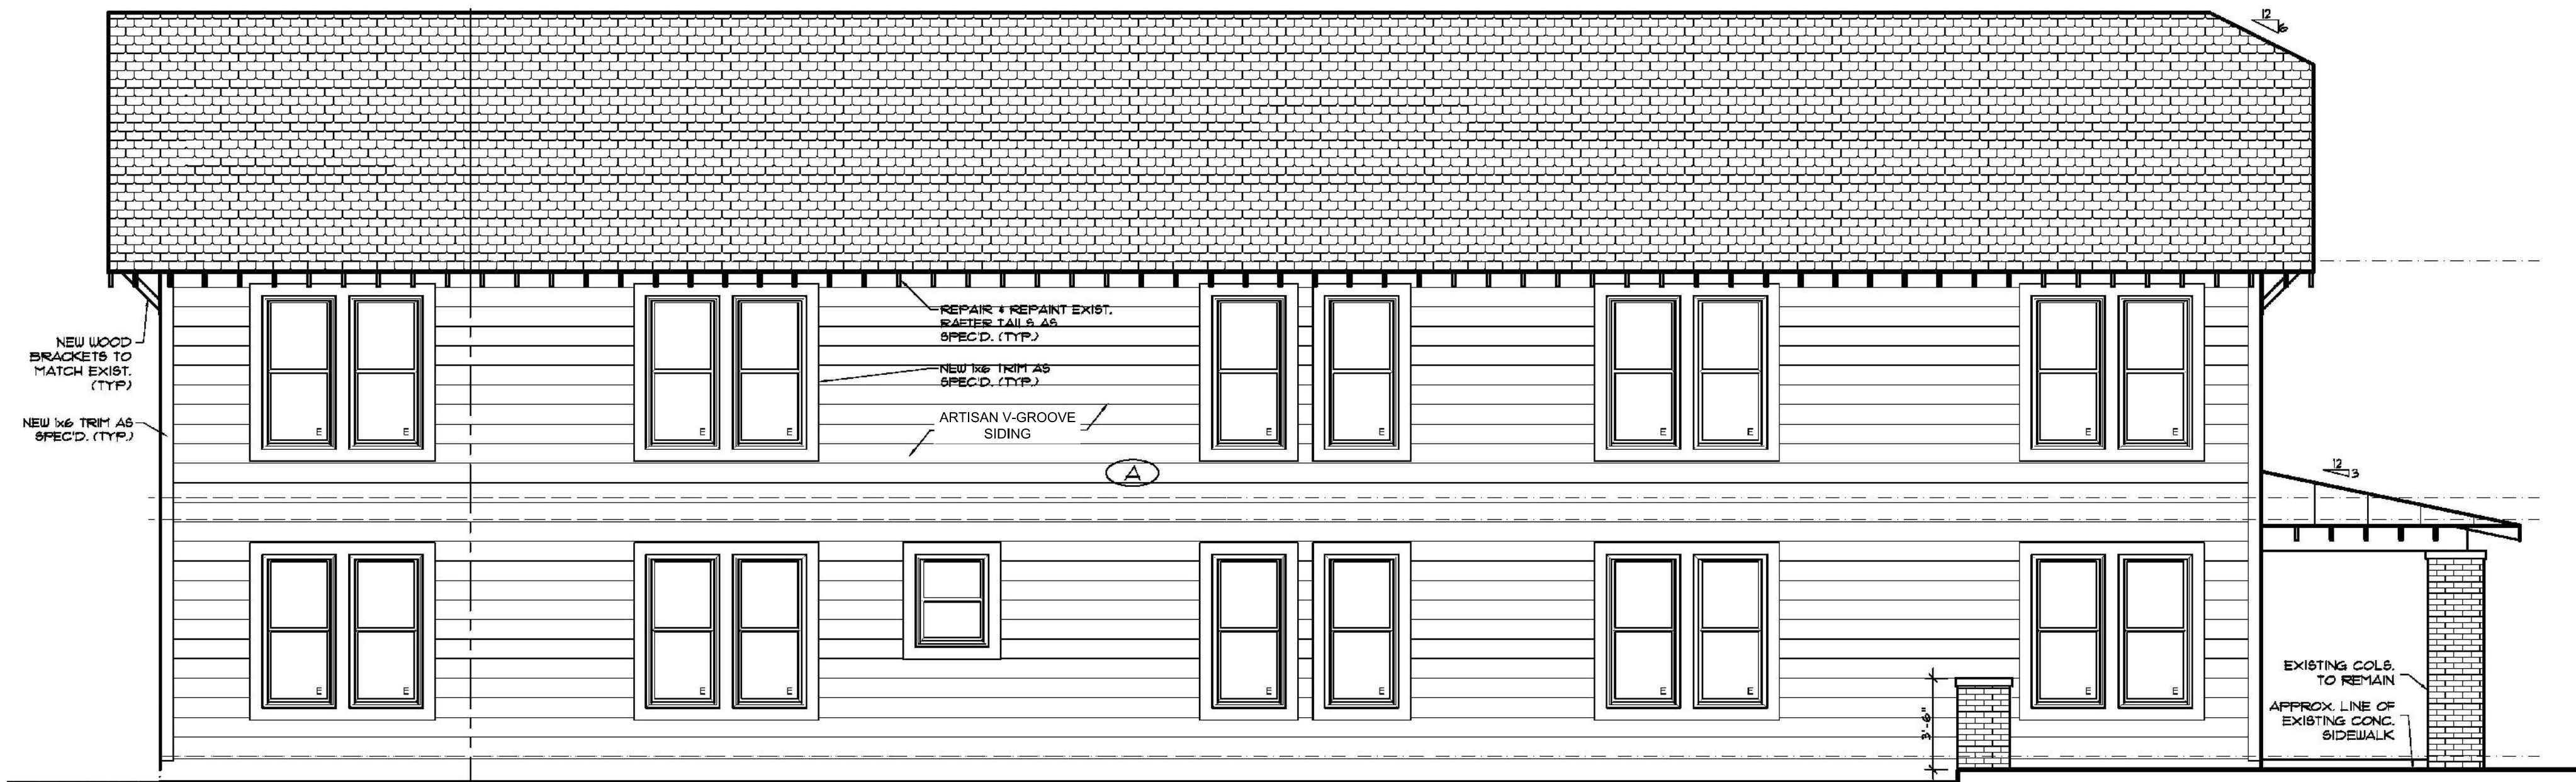 12
6
REPAIR & REPAINT EXIST.
RAFTER TAILS AS
SPEC'D. (TYP.)
NEW WOOD
BRACKETS TO
MATCH EXIST.
(TYP.)
NEW 1x6 TRIM AS
SPEC'D. (TYP.)
NEW 1x6 TRIM AS
SPEC'D. (TYP.)
ARTISAN V-GROOVE
SIDING
E E E E E E E E E E
A
12
3
E E E E E E E E E E
3'-6"
EXISTING COLS.
TO REMAIN
APPROX. LINE OF
EXISTING CONC.
SIDEWALK